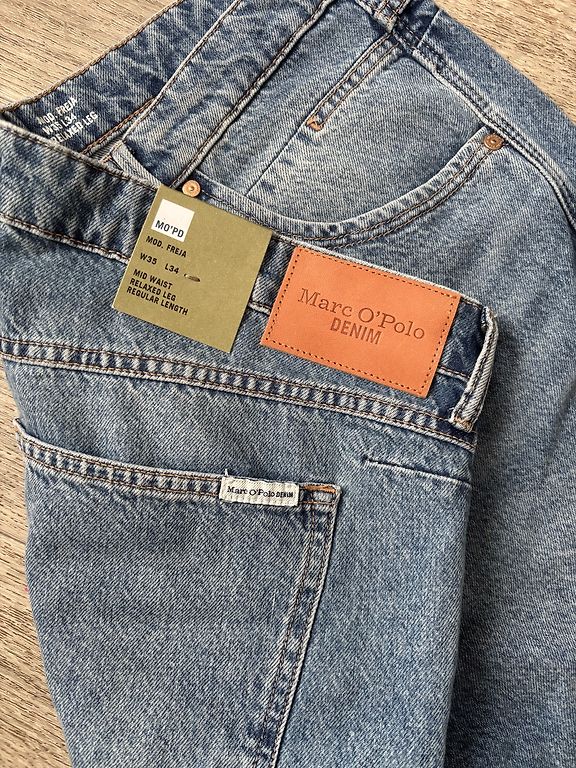 MOD. FREJA
W35 L34
RELAXED LEG
MO'PD
MOD. FREJA
W35 L34
MID WAIST
RELAXED LEG
REGULAR LENGTH
Marc O'Polo
DENIM
Marc O'Polo DENIM